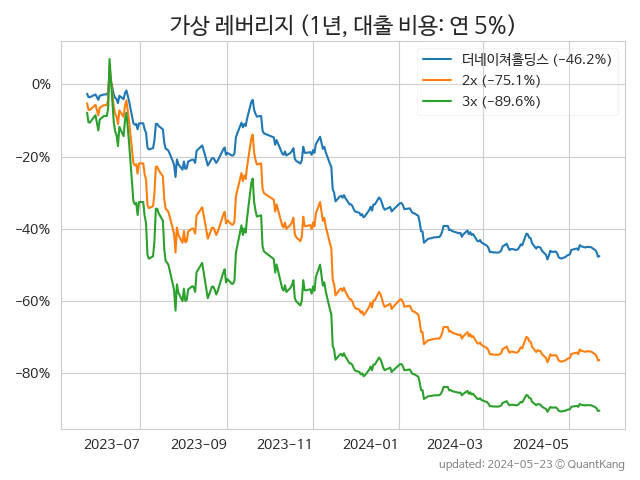 가상 레버리지 (1년, 대출 비용: 연 5%)
더네이쳐홀딩스 (−46.2%)
2x (−75.1%)
3x (−89.6%)
0%
−20%
−40%
−60%
−80%
2023-07 2023-09 2023-11 2024-01 2024-03 2024-05
updated: 2024-05-23 © QuantKang